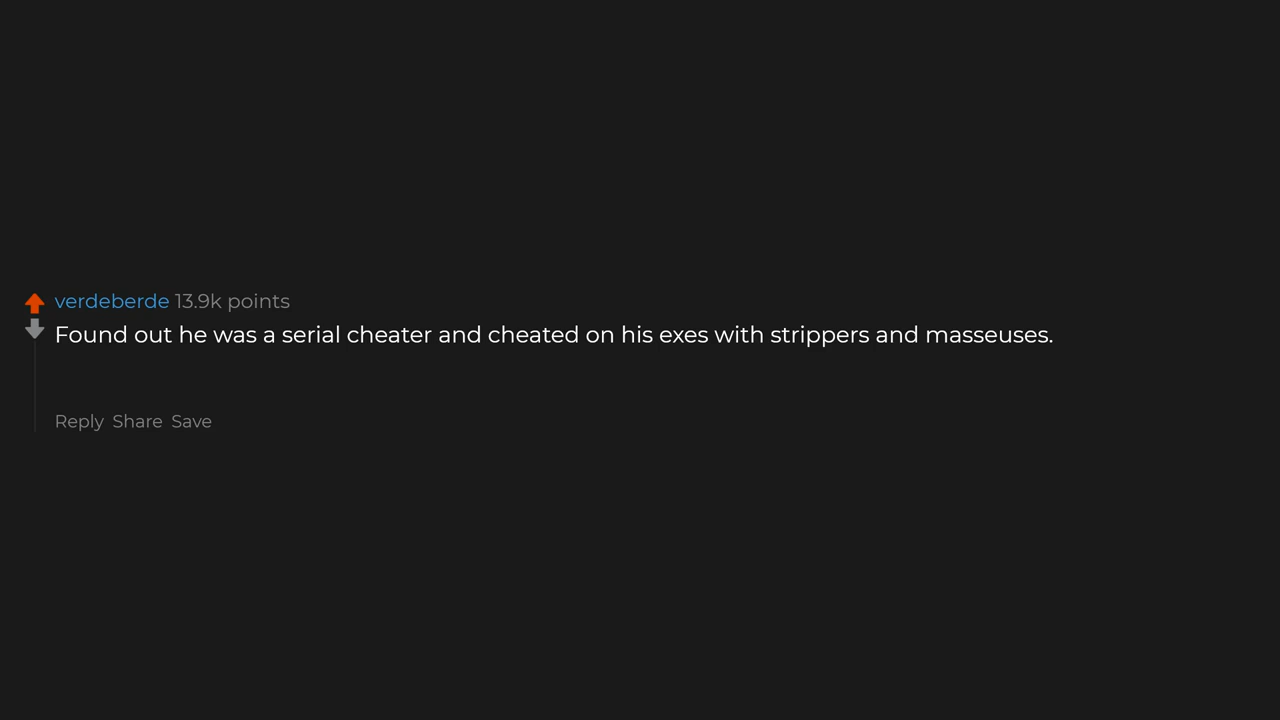 verdeberde 13.9k points
Found out he was a serial cheater and cheated on his exes with strippers and masseuses.
Reply Share Save